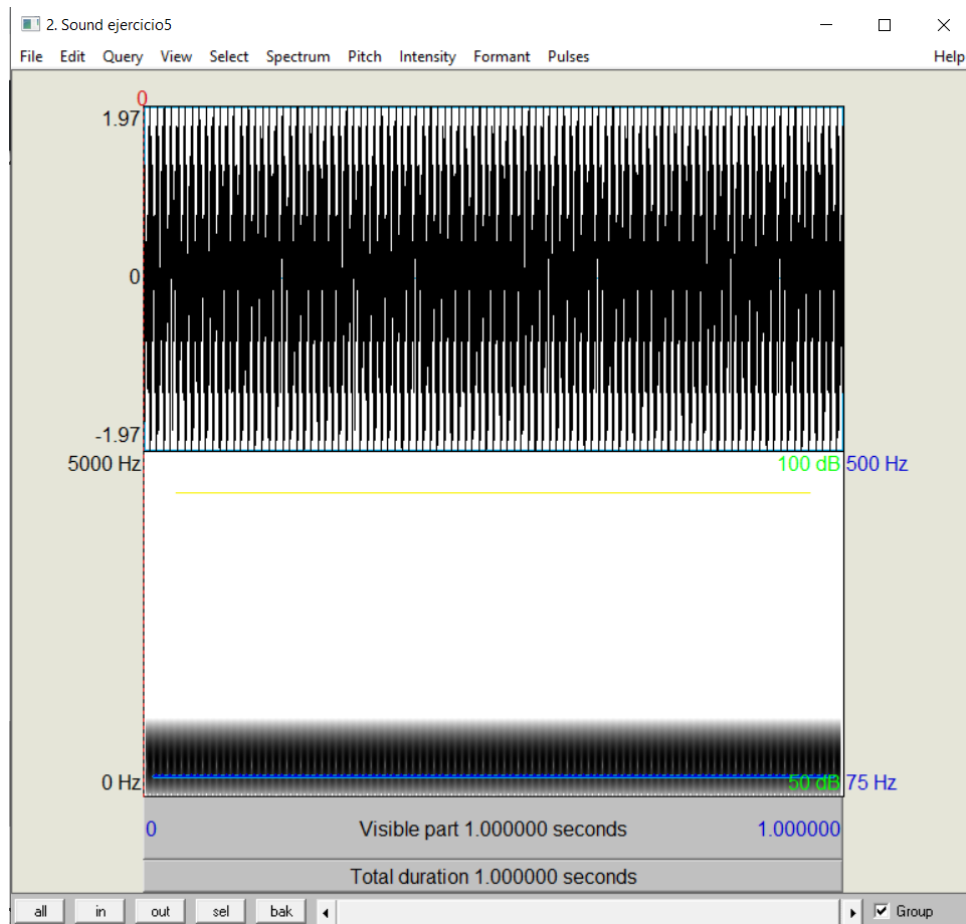 2. Sound ejercicio5
File Edit Query View Select Spectrum Pitch Intensity Formant Pulses Help
0
1.97
0
-1.97
5000 Hz 100 dB 500 Hz
0 Hz 50 dB 75 Hz
0 Visible part 1.000000 seconds 1.000000
Total duration 1.000000 seconds
all in out sel bak Group